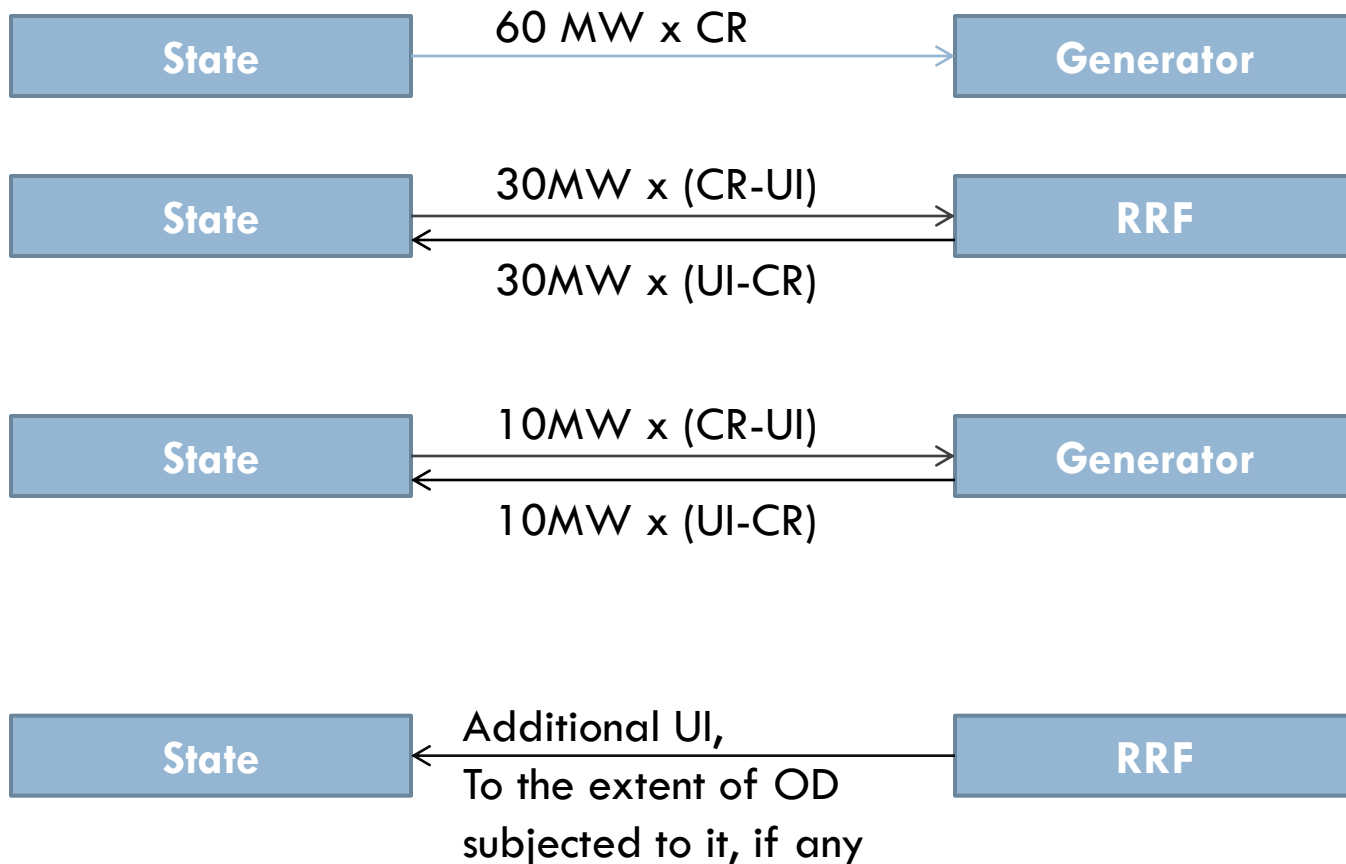 60 MW x CR
State
Generator
30MW x (CR-UI)
State
RRF
30MW x (UI-CR)
10MW x (CR-UI)
State
Generator
10MW x (UI-CR)
Additional UI,
State
RRF
To the extent of OD
subjected to it, if any